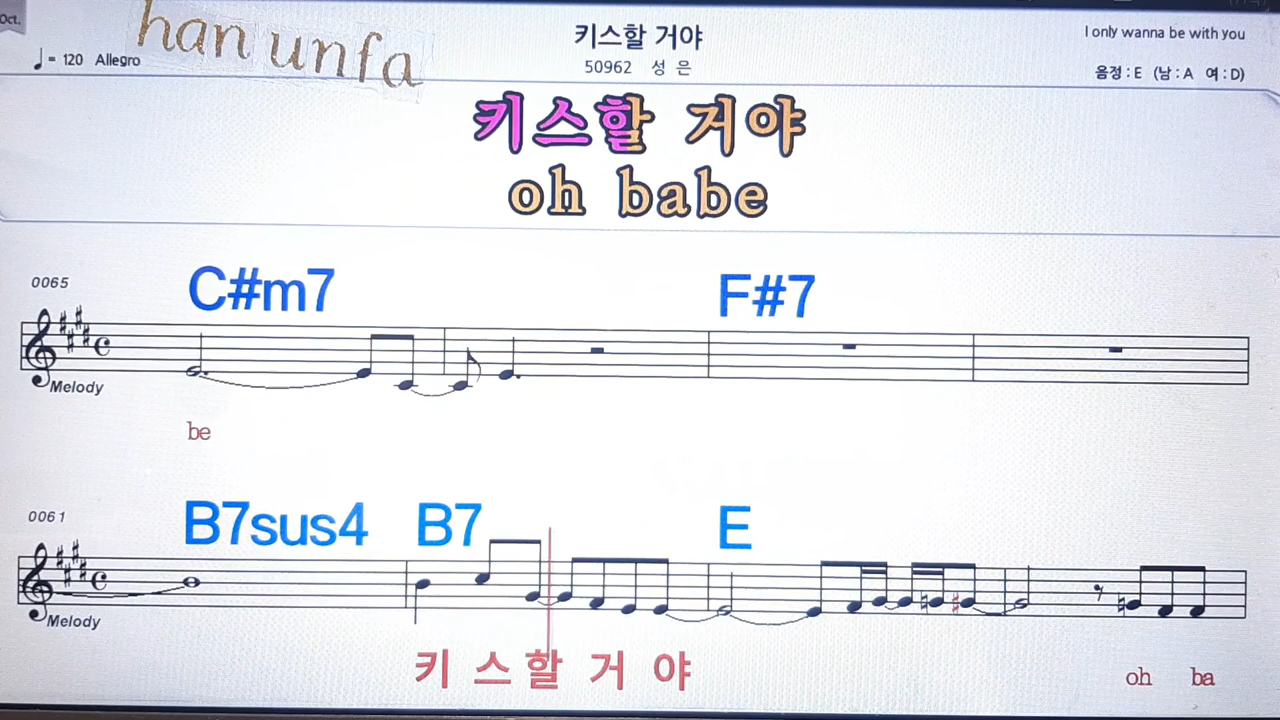 Oct.
han unfa
키스할 거야
I only wanna be with you
♩= 120 Allegro
50962 성 은
음정 : E (남 : A 여 : D)
키스할 거야
oh babe
0065
C#m7 F#7
Melody
be
0061
B7sus4 B7 E
Melody
키 스 할 거 야 oh ba